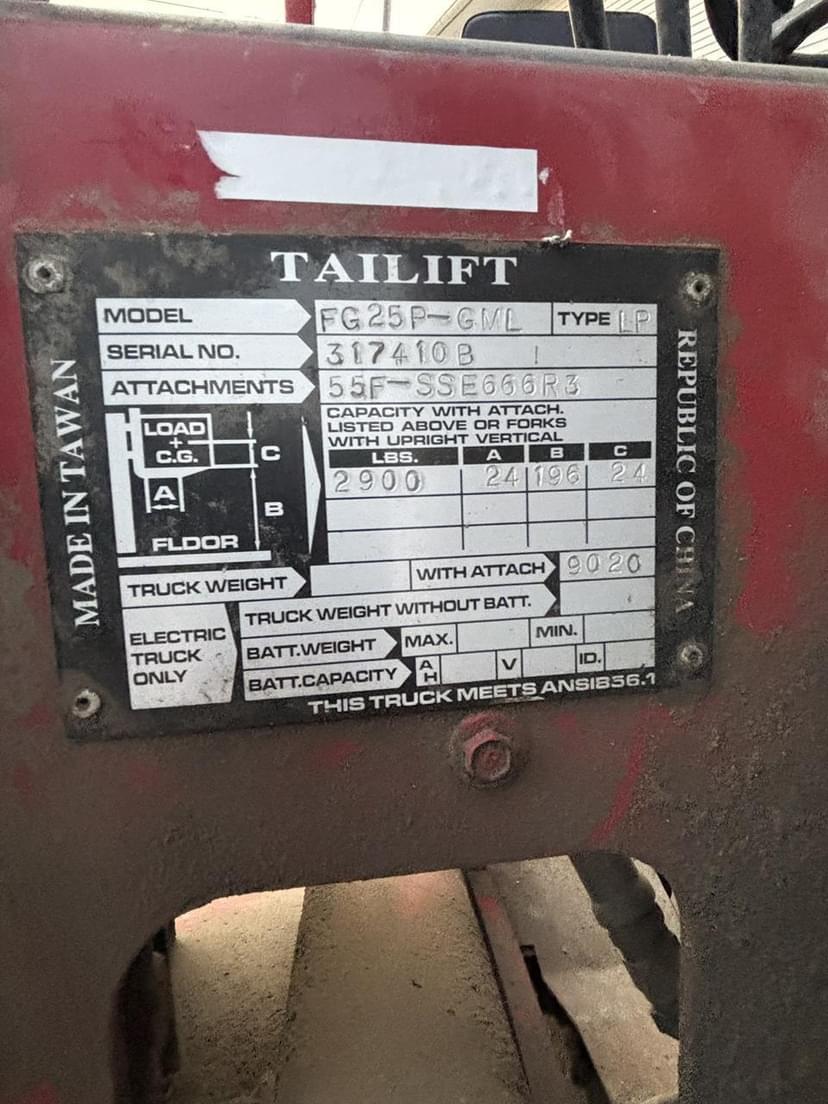 TAILIFT
MODEL FG25P-GML TYPE LP
SERIAL NO. 317410B
ATTACHMENTS 55F-SSE666R3
LOAD
+
C.G.
C
A
B
FLDOR
CAPACITY WITH ATTACH.
LISTED ABOVE OR FORKS
WITH UPRIGHT VERTICAL
LBS. A B C
2900 24 196 24
TRUCK WEIGHT WITH ATTACH 9020
ELECTRIC
TRUCK
ONLY
TRUCK WEIGHT WITHOUT BATT.
BATT.WEIGHT MAX. MIN.
BATT.CAPACITY AH V ID.
THIS TRUCK MEETS ANSIB56.1
MADE IN TAWAN
REPUBLIC OF CHINA